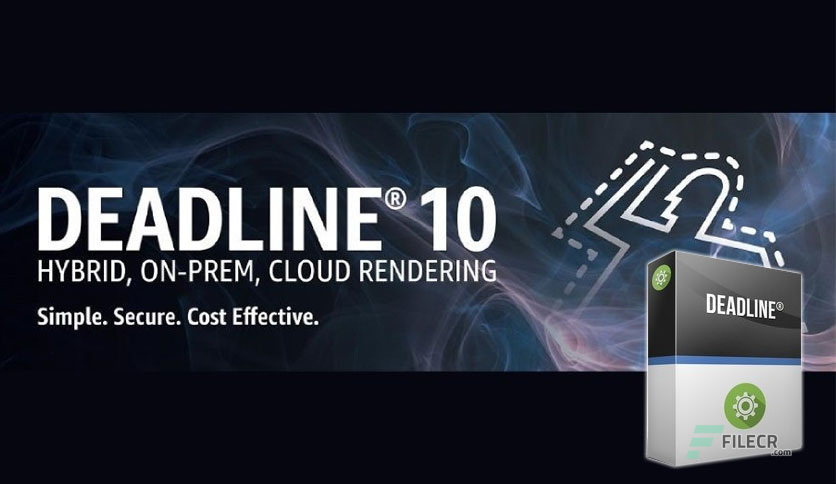 DEADLINE® 10
HYBRID, ON-PREM, CLOUD RENDERING
Simple. Secure. Cost Effective.
DEADLINE®
FILECR
.com